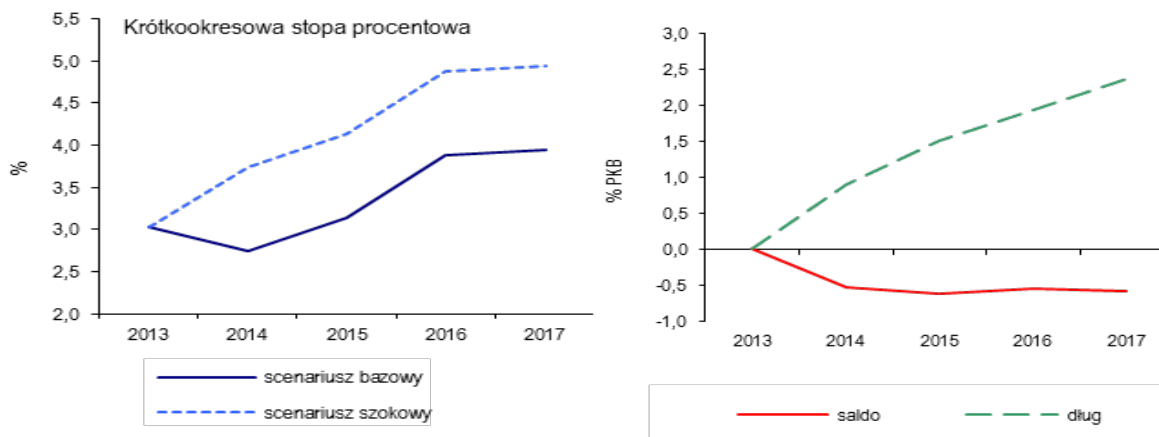 Krótkookresowa stopa procentowa
%
5,5
5,0
4,5
4,0
3,5
3,0
2,5
2,0
2013 2014 2015 2016 2017
scenariusz bazowy
scenariusz szokowy
% PKB
3,0
2,5
2,0
1,5
1,0
0,5
0,0
-0,5
-1,0
2013 2014 2015 2016 2017
saldo dług